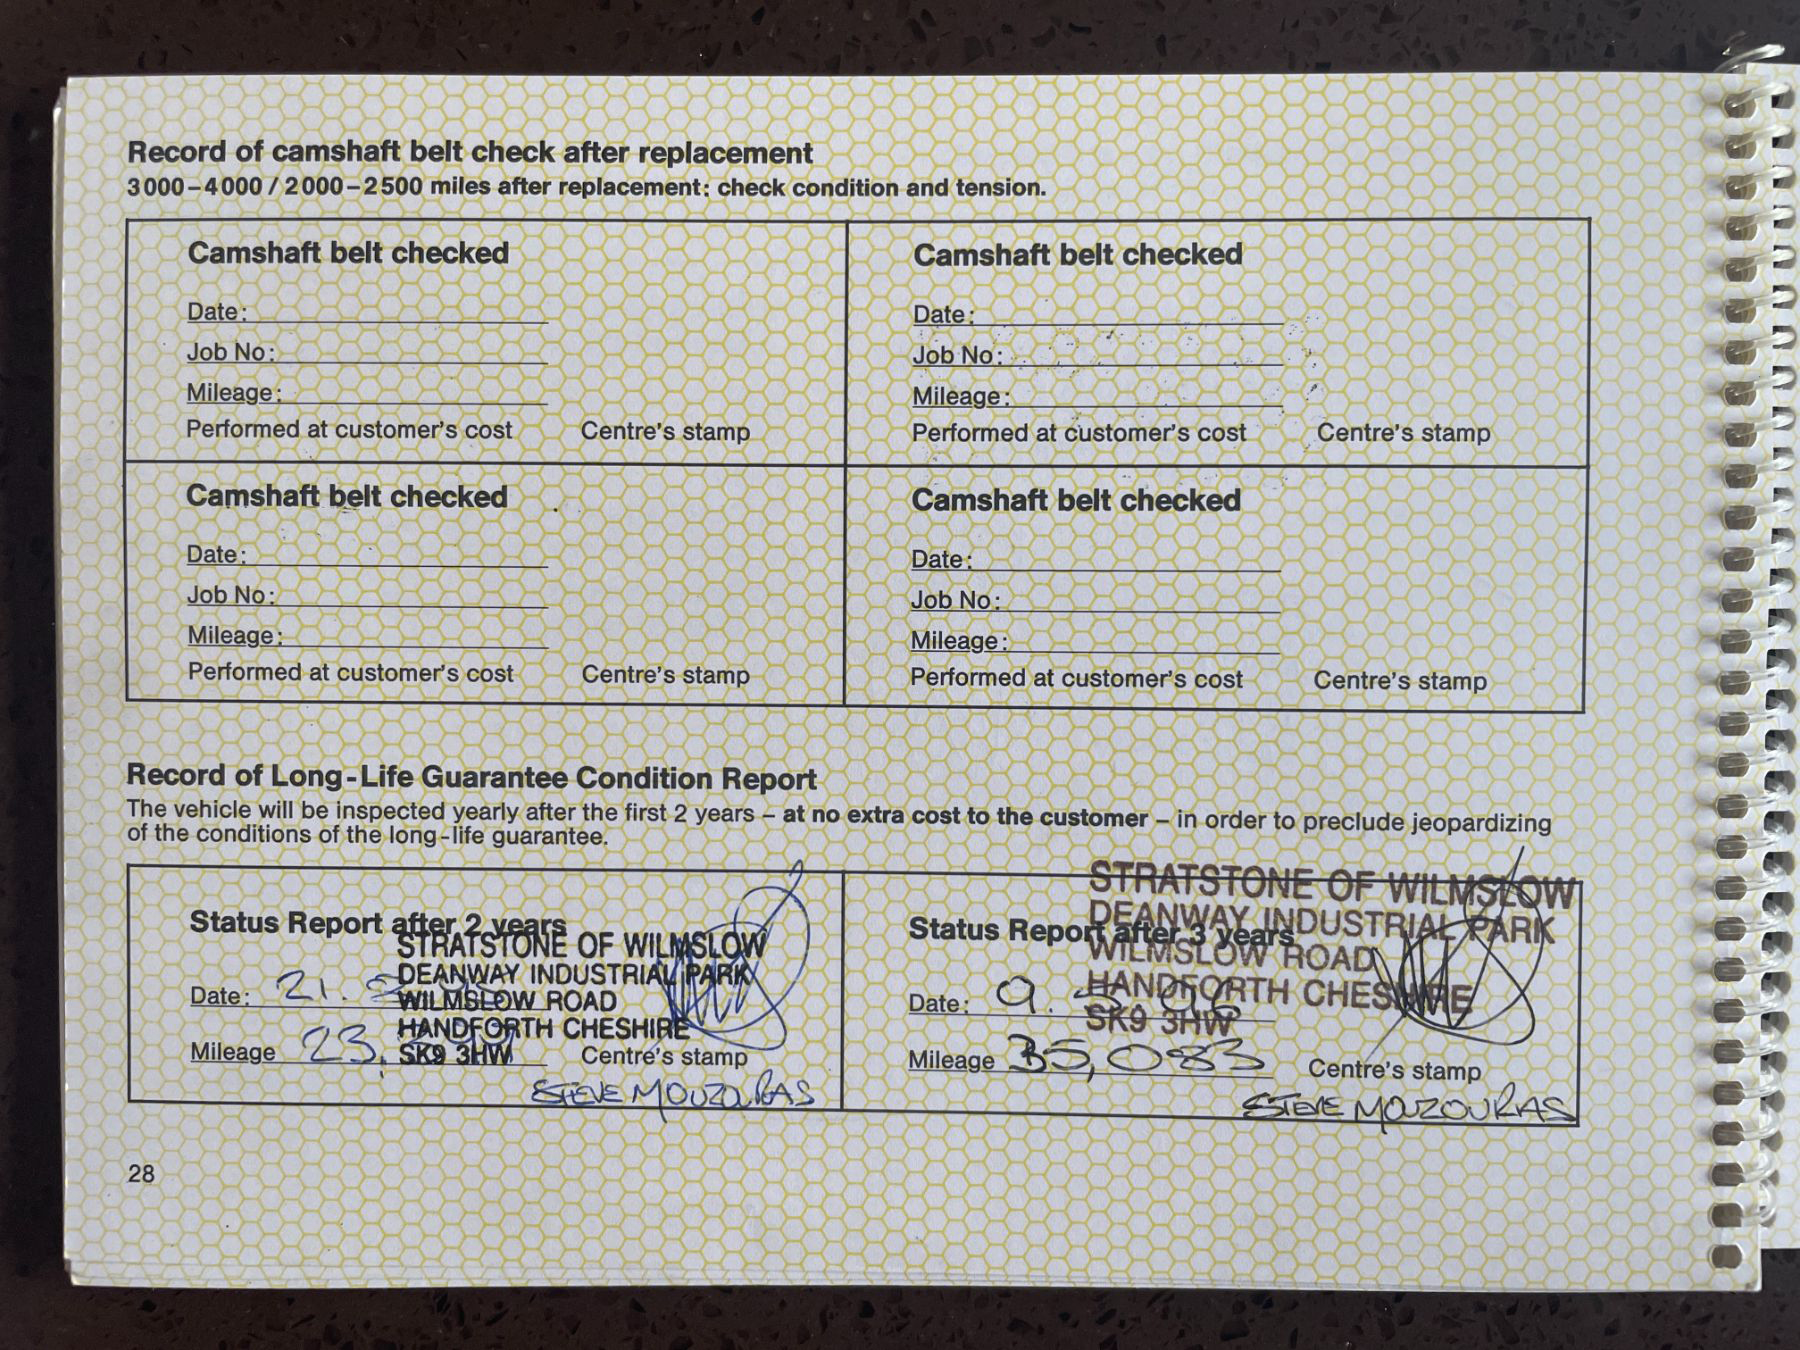 Record of camshaft belt check after replacement
3000–4000 / 2000–2500 miles after replacement: check condition and tension.
Camshaft belt checked
Date:
Job No:
Mileage:
Performed at customer's cost Centre's stamp
Camshaft belt checked
Date:
Job No:
Mileage:
Performed at customer's cost Centre's stamp
Camshaft belt checked
Date:
Job No:
Mileage:
Performed at customer's cost Centre's stamp
Camshaft belt checked
Date:
Job No:
Mileage:
Performed at customer's cost Centre's stamp
Record of Long-Life Guarantee Condition Report
The vehicle will be inspected yearly after the first 2 years – at no extra cost to the customer – in order to preclude jeopardizing
of the conditions of the long-life guarantee.
Status Report after 2 years
STRATSTONE OF WILMSLOW
DEANWAY INDUSTRIAL PARK
Date: 21.
WILMSLOW ROAD
HANDFORTH CHESHIRE
Mileage 23,
SK9 3HW
Centre's stamp
STEVE MOUZOURAS
STRATSTONE OF WILMSLOW
DEANWAY INDUSTRIAL PARK
Status Report after 3 years
WILMSLOW ROAD
HANDFORTH CHESHIRE
Date: 9.
SK9 3HW
Mileage 35,083 Centre's stamp
STEVE MOUZOURAS
28